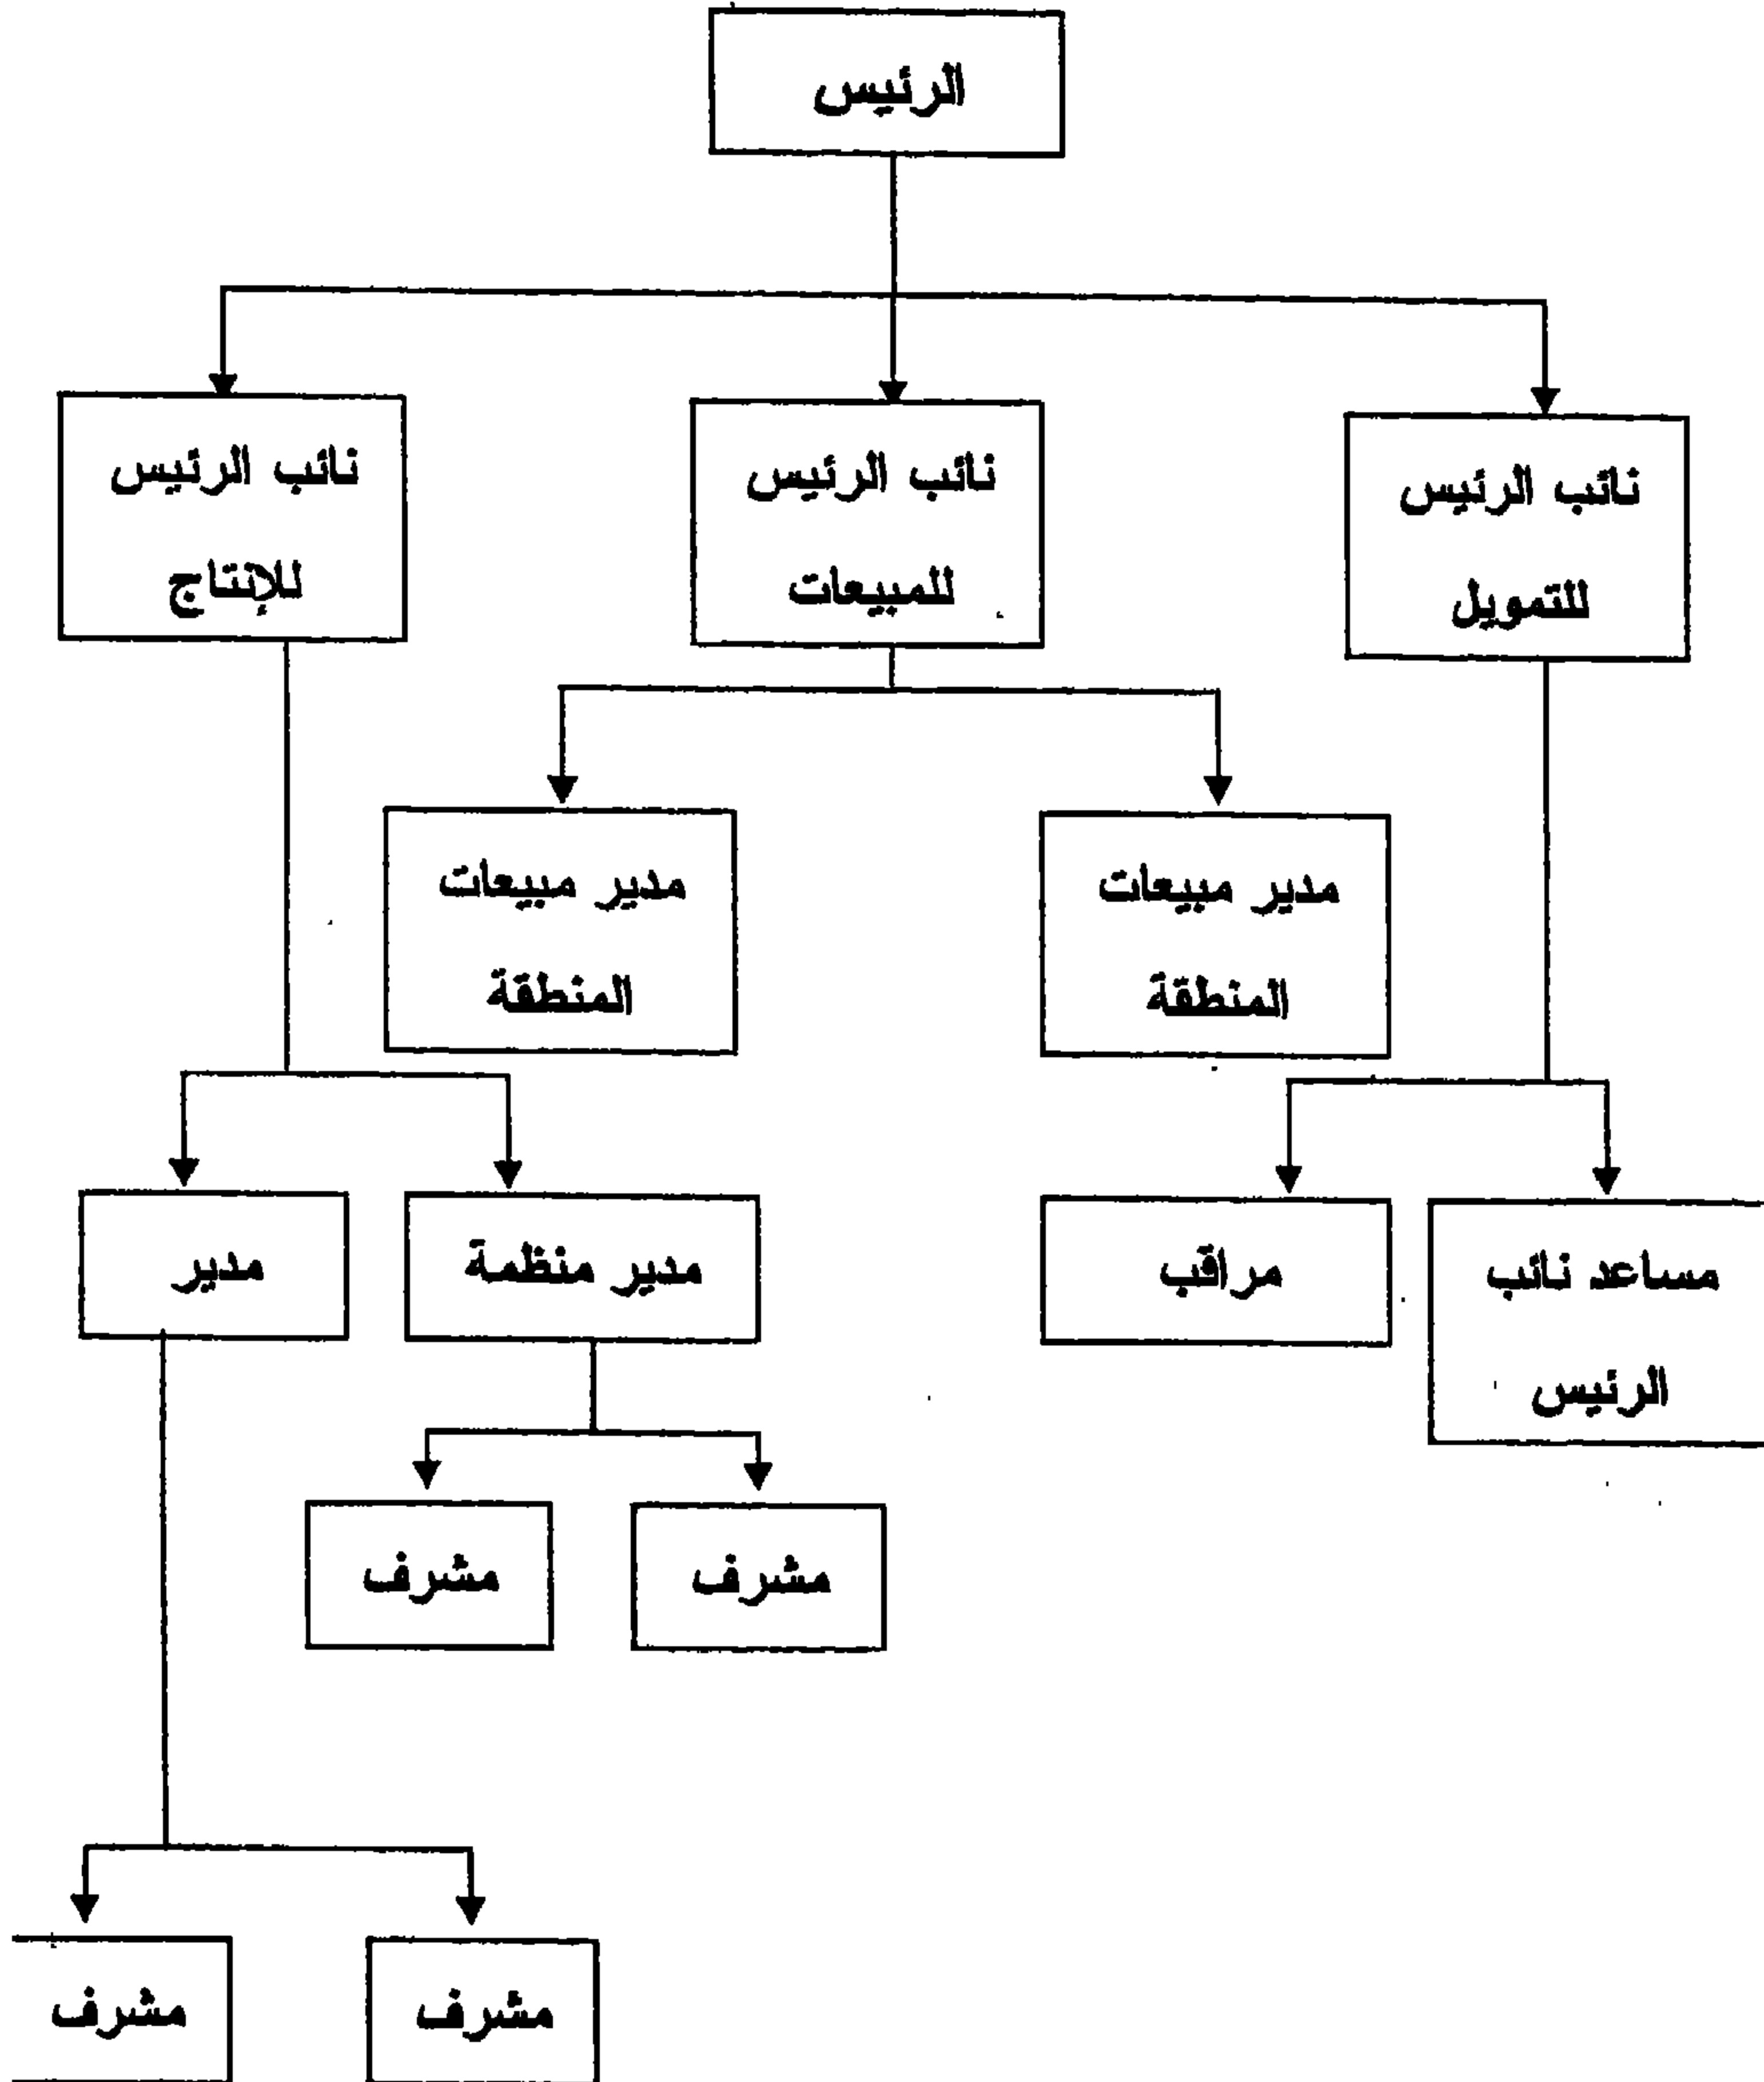 الرئيس
نائب الرئيس
للتمويل
نائب الرئيس
للمبيعات
نائب الرئيس
للإنتاج
مدير مبيعات
المنطقة
مدير مبيعات
المنطقة
مساعد نائب
الرئيس
مراقب
مدير منظمة
مدير
مشرف
مشرف
مشرف
مشرف